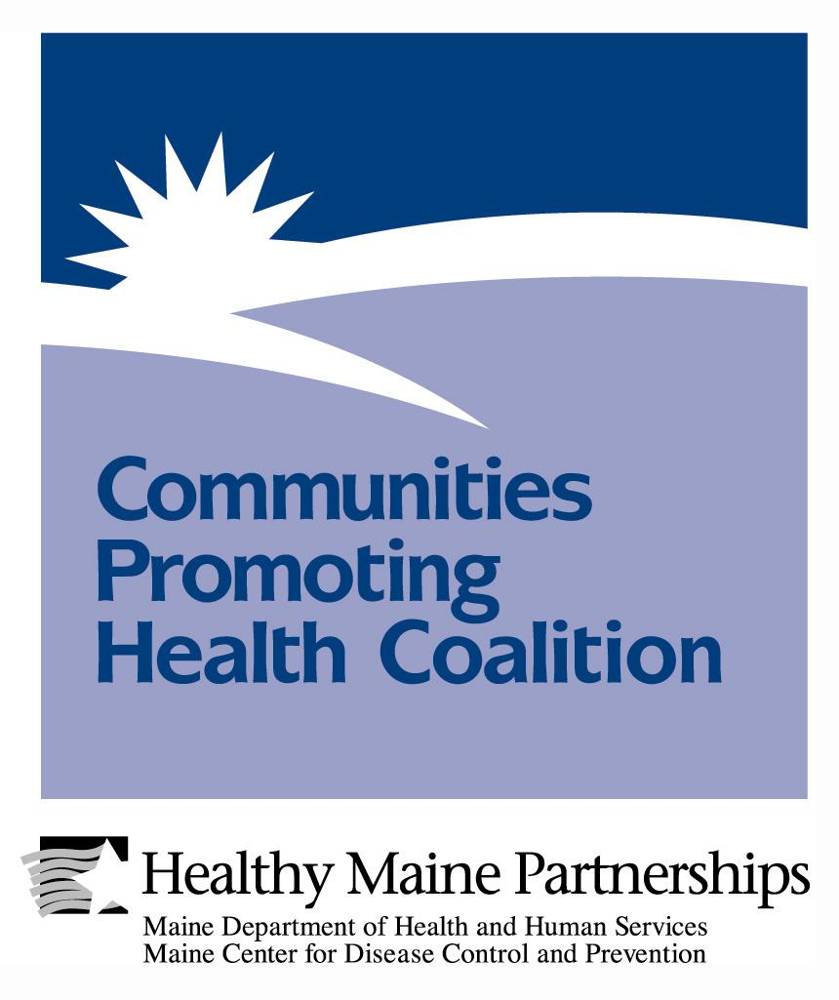 Communities
Promoting
Health Coalition
Healthy Maine Partnerships
Maine Department of Health and Human Services
Maine Center for Disease Control and Prevention